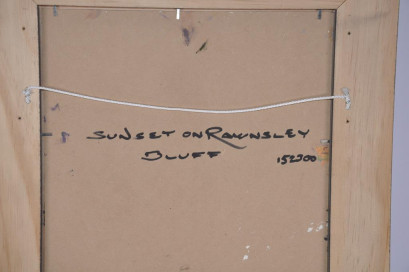 SUNSET ON RAWNSLEY
BLUFF 152900